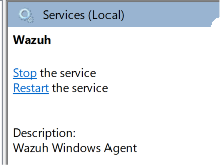 Services (Local)
Wazuh
Stop the service
Restart the service
Description:
Wazuh Windows Agent